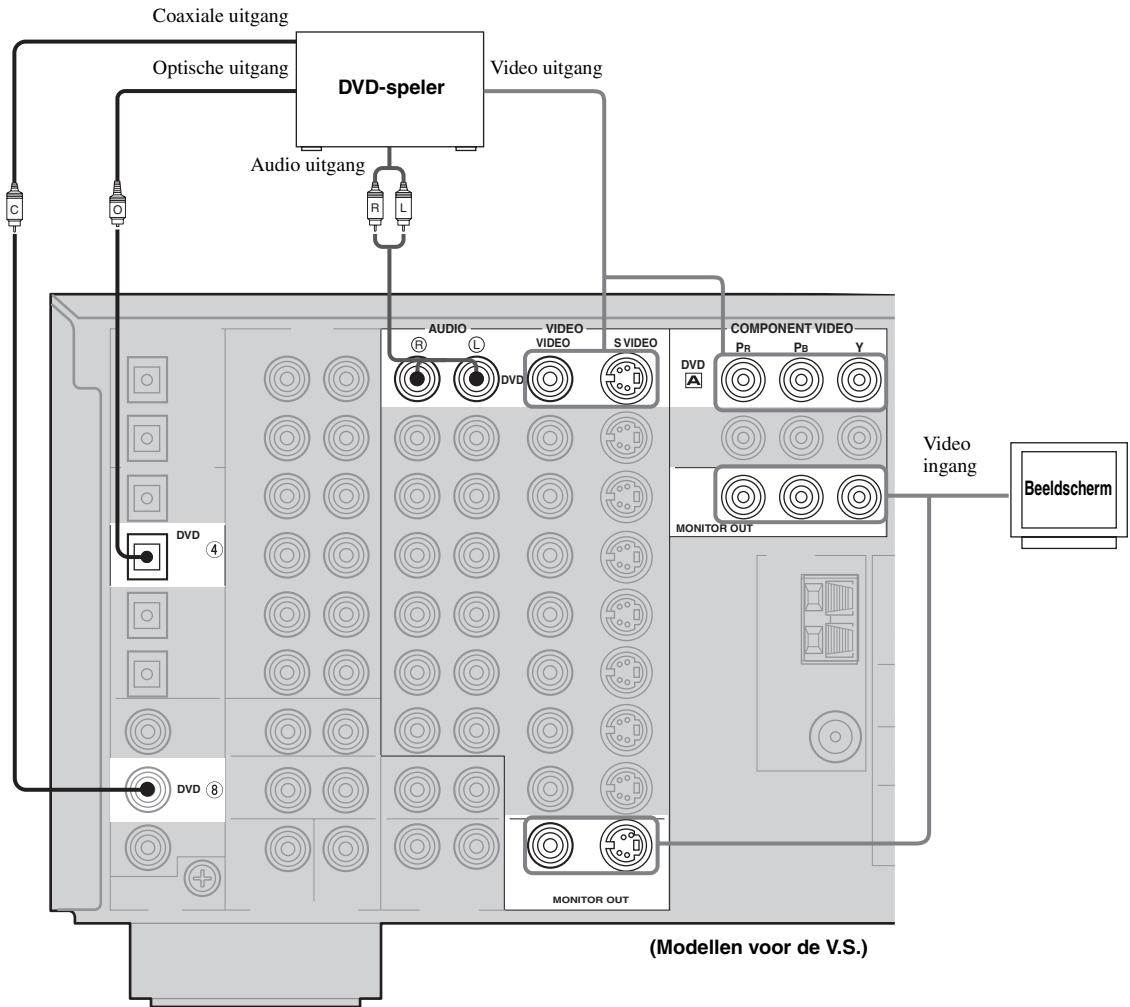 Coaxiale uitgang
Optische uitgang
DVD-speler
Video uitgang
Audio uitgang
C
O
R
L
AUDIO
VIDEO
COMPONENT VIDEO
R
L
VIDEO
S VIDEO
PR
PB
Y
DVD
DVD
A
Video
ingang
Beeldscherm
MONITOR OUT
DVD
④
DVD ⑧
MONITOR OUT
(Modellen voor de V.S.)